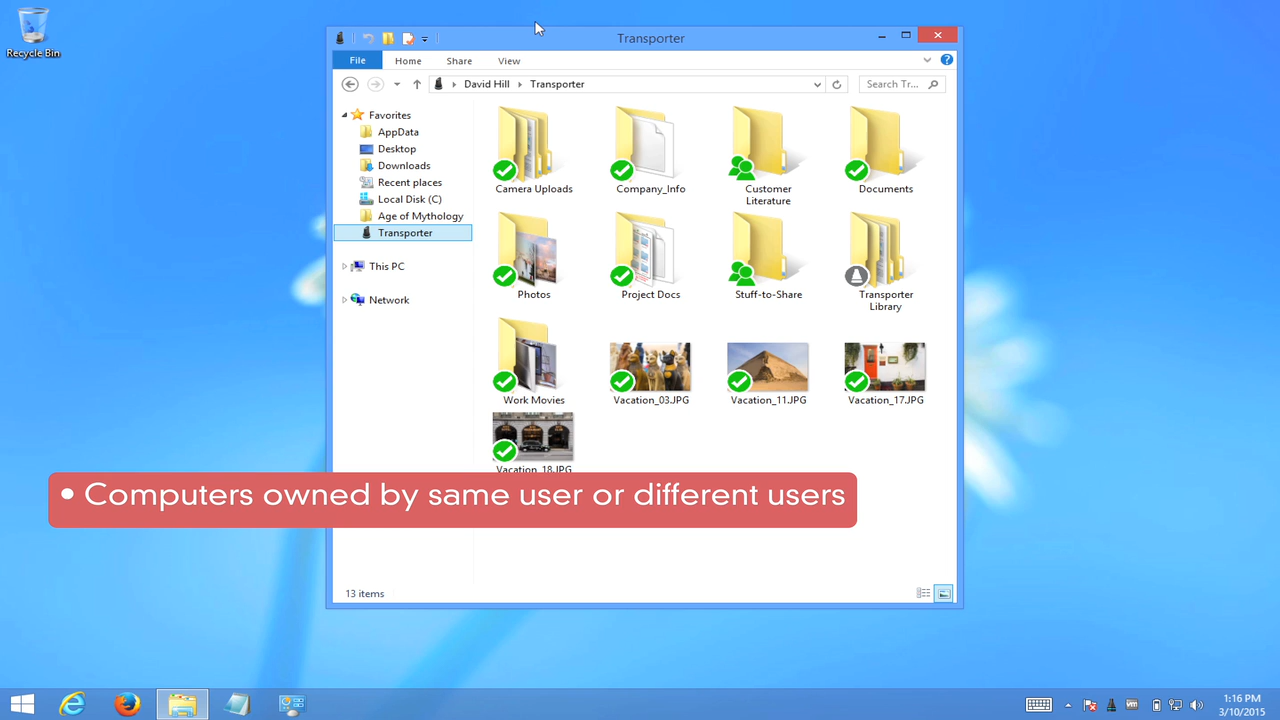 Recycle Bin
Transporter
File
Home
Share
View
David Hill
Transporter
Search Tr...
Favorites
AppData
Desktop
Downloads
Recent places
Local Disk (C)
Age of Mythology
Transporter
This PC
Network
Camera Uploads
Company_Info
Customer
Literature
Documents
Photos
Project Docs
Stuff-to-Share
Transporter
Library
Work Movies
Vacation_03.JPG
Vacation_11.JPG
Vacation_17.JPG
Vacation_18.JPG
• Computers owned by same user or different users
13 items
1:16 PM
3/10/2015